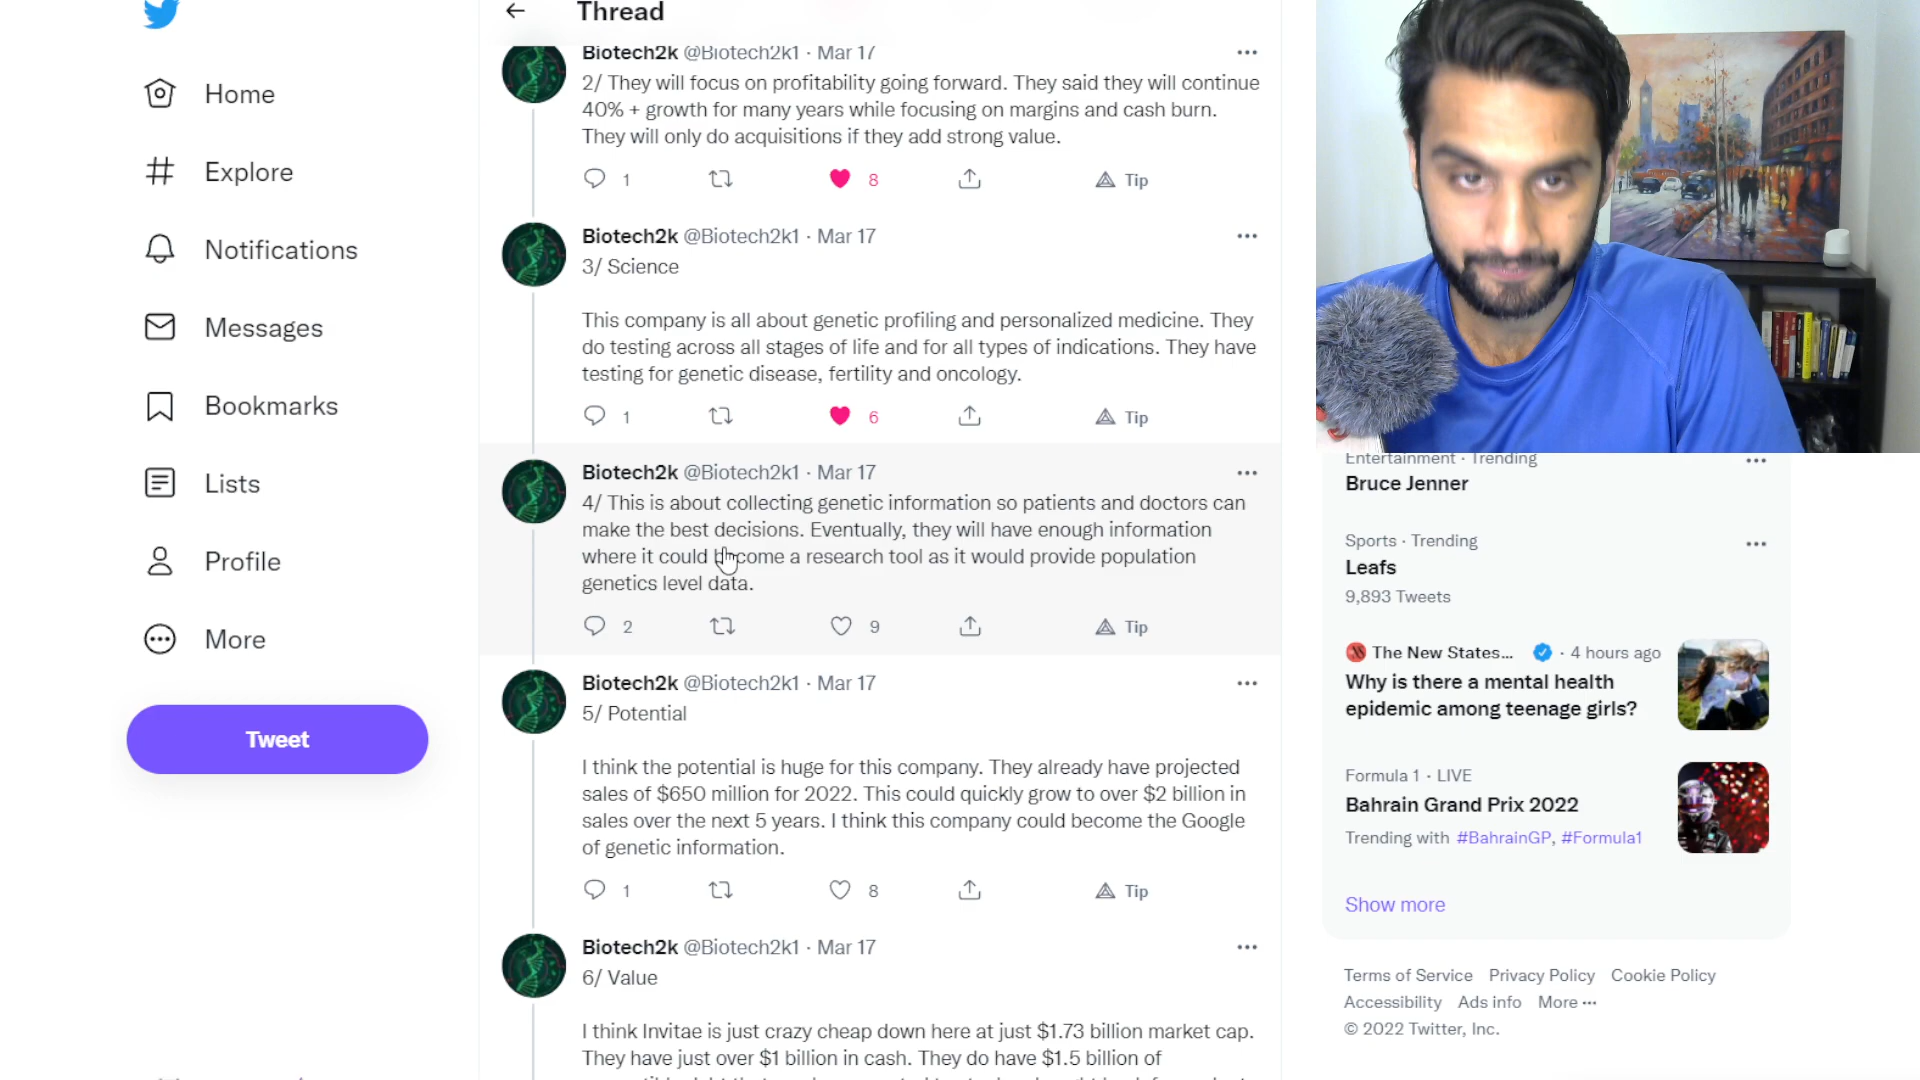 Thread
Biotech2k @Biotech2k1 · Mar 17
2/ They will focus on profitability going forward. They said they will continue
40% + growth for many years while focusing on margins and cash burn.
They will only do acquisitions if they add strong value.
1 8 Tip
Biotech2k @Biotech2k1 · Mar 17
3/ Science
This company is all about genetic profiling and personalized medicine. They
do testing across all stages of life and for all types of indications. They have
testing for genetic disease, fertility and oncology.
1 6 Tip
Biotech2k @Biotech2k1 · Mar 17
4/ This is about collecting genetic information so patients and doctors can
make the best decisions. Eventually, they will have enough information
where it could become a research tool as it would provide population
genetics level data.
2 9 Tip
Biotech2k @Biotech2k1 · Mar 17
5/ Potential
I think the potential is huge for this company. They already have projected
sales of $650 million for 2022. This could quickly grow to over $2 billion in
sales over the next 5 years. I think this company could become the Google
of genetic information.
1 8 Tip
Biotech2k @Biotech2k1 · Mar 17
6/ Value
I think Invitae is just crazy cheap down here at just $1.73 billion market cap.
They have just over $1 billion in cash. They do have $1.5 billion of
Home
Explore
Notifications
Messages
Bookmarks
Lists
Profile
More
Tweet
Entertainment · Trending
Bruce Jenner
Sports · Trending
Leafs
9,893 Tweets
The New States... · 4 hours ago
Why is there a mental health
epidemic among teenage girls?
Formula 1 · LIVE
Bahrain Grand Prix 2022
Trending with #BahrainGP, #Formula1
Show more
Terms of Service Privacy Policy Cookie Policy
Accessibility Ads info More ···
© 2022 Twitter, Inc.